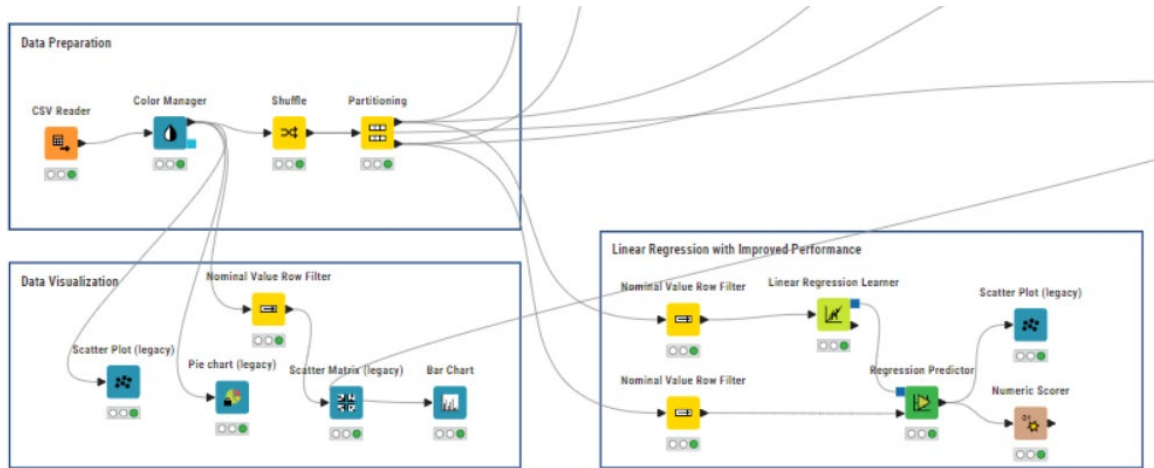 Data Preparation
CSV Reader
Color Manager
Shuffle
Partitioning
Data Visualization
Nominal Value Row Filter
Scatter Plot (legacy)
Pie chart (legacy)
Scatter Matrix (legacy)
Bar Chart
Linear Regression with Improved Performance
Nominal Value Row Filter
Linear Regression Learner
Scatter Plot (legacy)
Nominal Value Row Filter
Regression Predictor
Numeric Scorer